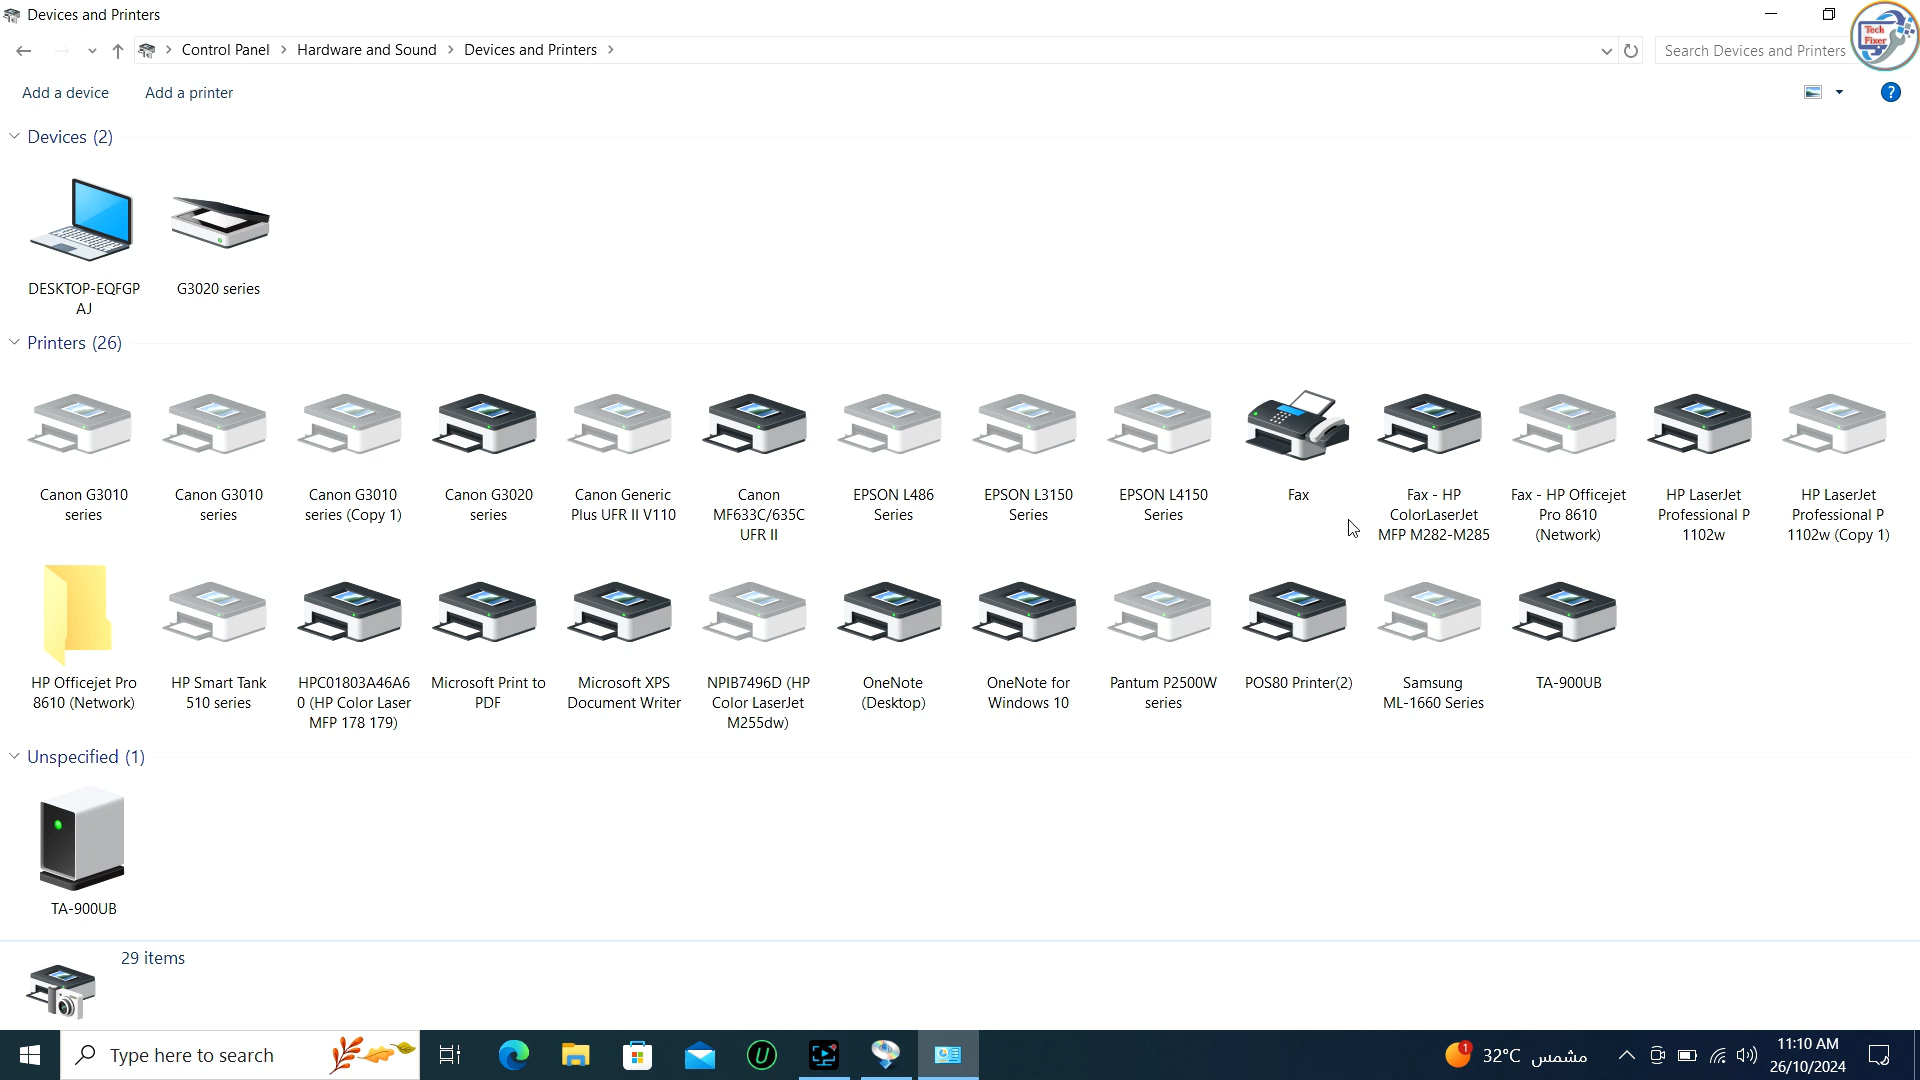 Devices and Printers
Tech
Fixer
Control Panel
Hardware and Sound
Devices and Printers
Search Devices and Printers
Add a device
Add a printer
?
Devices (2)
DESKTOP-EQFGP
AJ
G3020 series
Printers (26)
Canon G3010
series
Canon G3010
series
Canon G3010
series (Copy 1)
Canon G3020
series
Canon Generic
Plus UFR II V110
Canon
MF633C/635C
UFR II
EPSON L486
Series
EPSON L3150
Series
EPSON L4150
Series
Fax
Fax - HP
ColorLaserJet
MFP M282-M285
Fax - HP Officejet
Pro 8610
(Network)
HP LaserJet
Professional P
1102w
HP LaserJet
Professional P
1102w (Copy 1)
HP Officejet Pro
8610 (Network)
HP Smart Tank
510 series
HPC01803A46A6
0 (HP Color Laser
MFP 178 179)
Microsoft Print to
PDF
Microsoft XPS
Document Writer
NPIB7496D (HP
Color LaserJet
M255dw)
OneNote
(Desktop)
OneNote for
Windows 10
Pantum P2500W
series
POS80 Printer(2)
Samsung
ML-1660 Series
TA-900UB
Unspecified (1)
TA-900UB
29 items
Type here to search
U
1
32°C مشمس
11:10 AM
26/10/2024